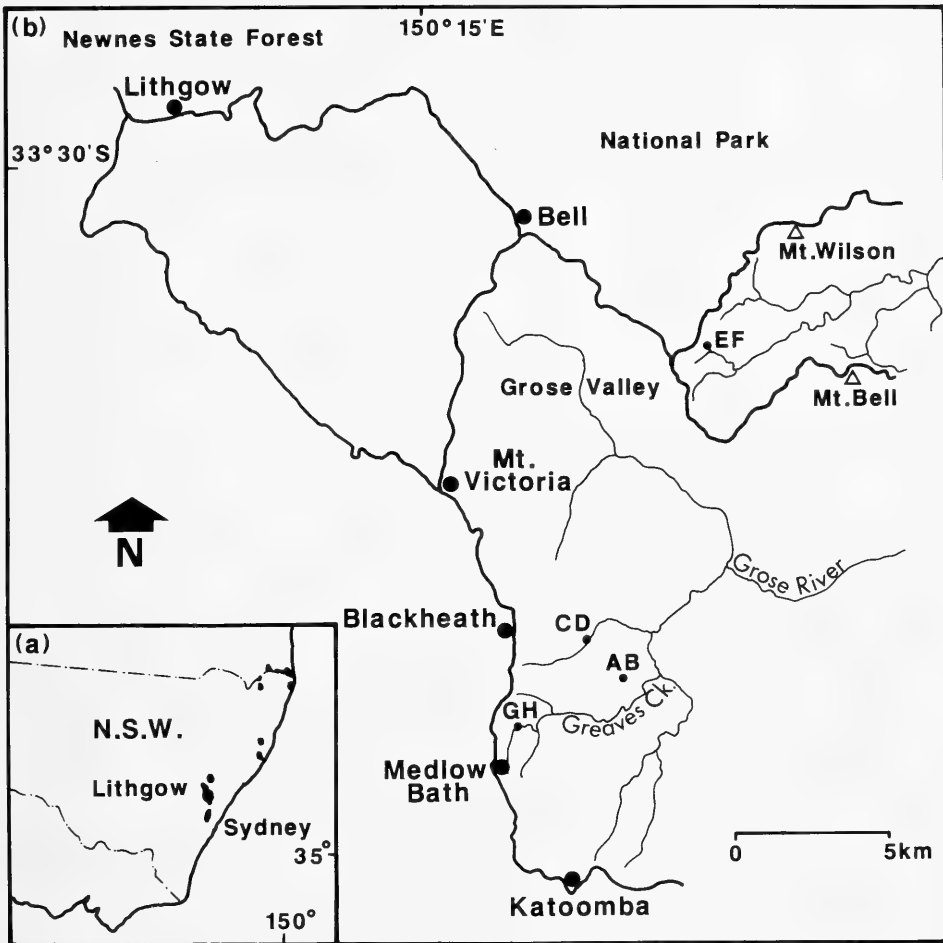 (b)
Newnes State Forest
150°15'E
Lithgow
33°30'S
National Park
Bell
Mt.Wilson
EF
Grose Valley
Mt.Bell
Mt.
Victoria
N
Grose River
Blackheath
CD
AB
GH
Greaves Ck.
Medlow
Bath
0
5km
Katoomba
(a)
N.S.W.
Lithgow
Sydney
35°
150°